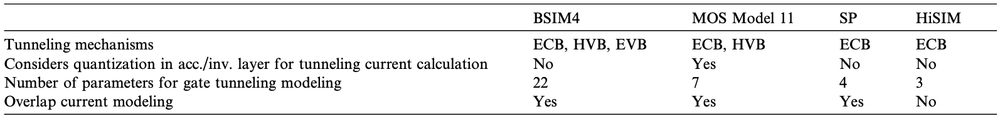 BSIM4 MOS Model 11 SP HiSIM
Tunneling mechanisms ECB, HVB, EVB ECB, HVB ECB ECB
Considers quantization in acc./inv. layer for tunneling current calculation No Yes No No
Number of parameters for gate tunneling modeling 22 7 4 3
Overlap current modeling Yes Yes Yes No